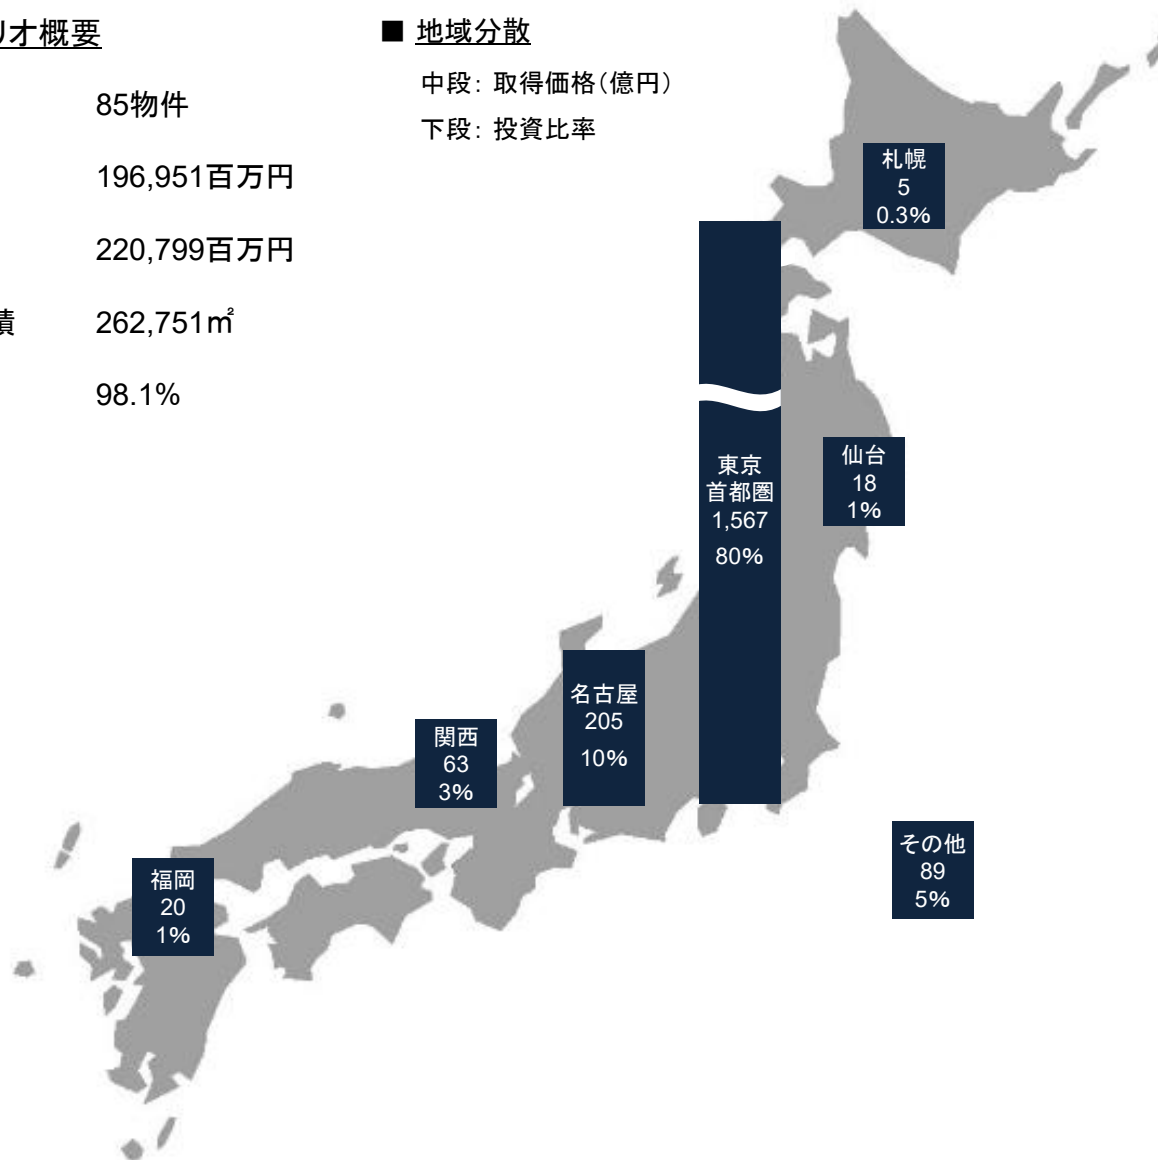 リオ概要
85物件
196,951百万円
220,799百万円
積 262,751㎡
98.1%
■ 地域分散
中段: 取得価格(億円)
下段: 投資比率
札幌
5
0.3%
仙台
18
1%
東京
首都圏
1,567
80%
名古屋
205
10%
関西
63
3%
その他
89
5%
福岡
20
1%